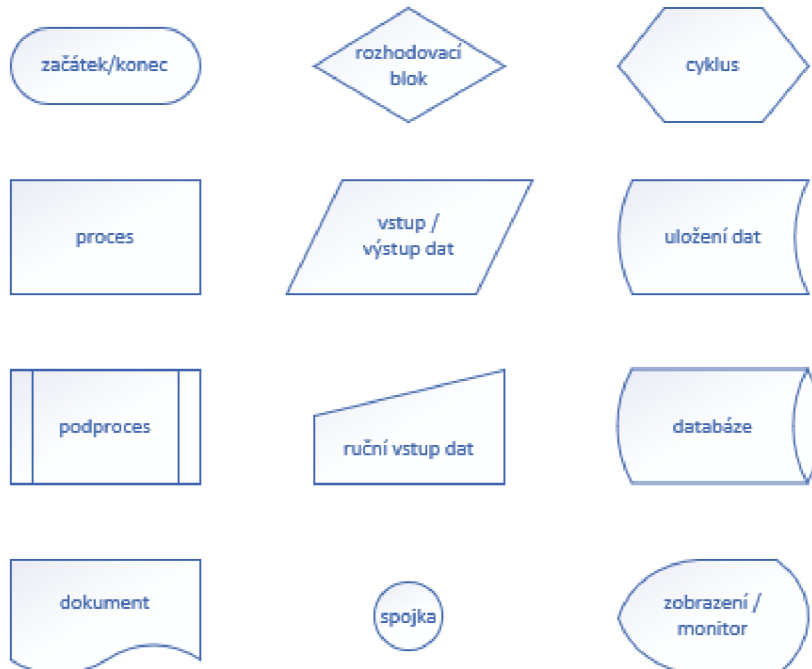 začátek/konec
rozhodovací
blok
cyklus
proces
vstup /
výstup dat
uložení dat
podproces
ruční vstup dat
databáze
dokument
spojka
zobrazení /
monitor